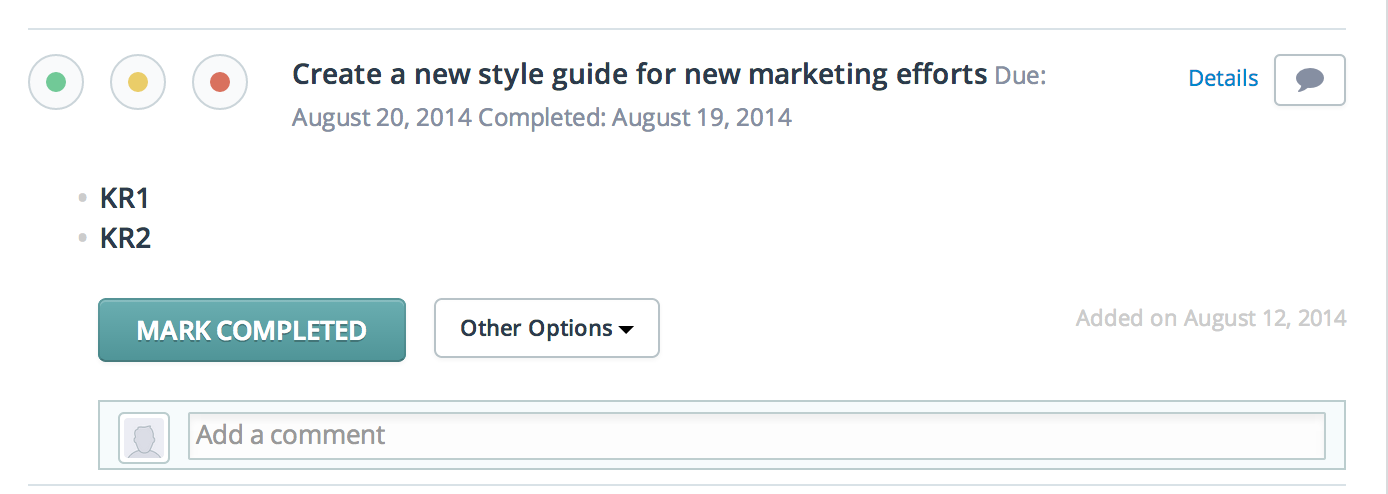 Create a new style guide for new marketing efforts Due:
August 20, 2014 Completed: August 19, 2014
Details
KR1
KR2
MARK COMPLETED
Other Options
Added on August 12, 2014
Add a comment